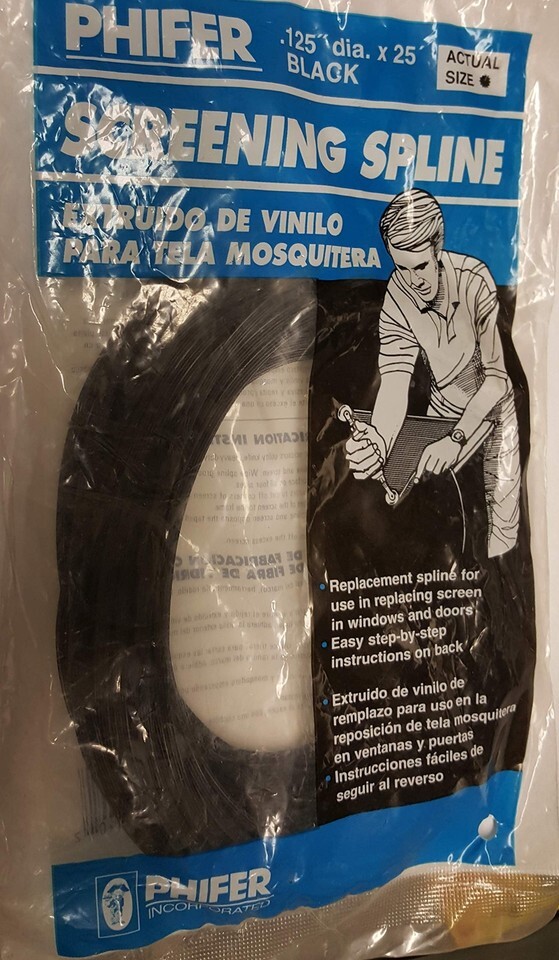 PHIFER
.125" dia. x 25'
BLACK
ACTUAL
SIZE
SCREENING SPLINE
EXTRUIDO DE VINILO
PARA TELA MOSQUITERA
• Replacement spline for
use in replacing screen
in windows and doors
• Easy step-by-step
instructions on back
• Extruido de vinilo de
remplazo para uso en la
reposición de tela mosquitera
en ventanas y puertas
• Instrucciones fáciles de
seguir al reverso
PHIFER
INCORPORATED